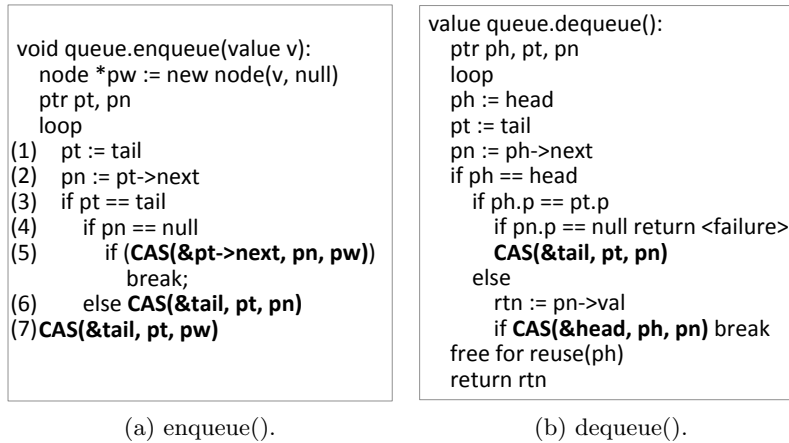 void queue.enqueue(value v):
node *pw := new node(v, null)
ptr pt, pn
loop
(1) pt := tail
(2) pn := pt->next
(3) if pt == tail
(4) if pn == null
(5) if (CAS(&pt->next, pn, pw))
break;
(6) else CAS(&tail, pt, pn)
(7) CAS(&tail, pt, pw)
(a) enqueue().
value queue.dequeue():
ptr ph, pt, pn
loop
ph := head
pt := tail
pn := ph->next
if ph == head
if ph.p == pt.p
if pn.p == null return <failure>
CAS(&tail, pt, pn)
else
rtn := pn->val
if CAS(&head, ph, pn) break
free for reuse(ph)
return rtn
(b) dequeue().